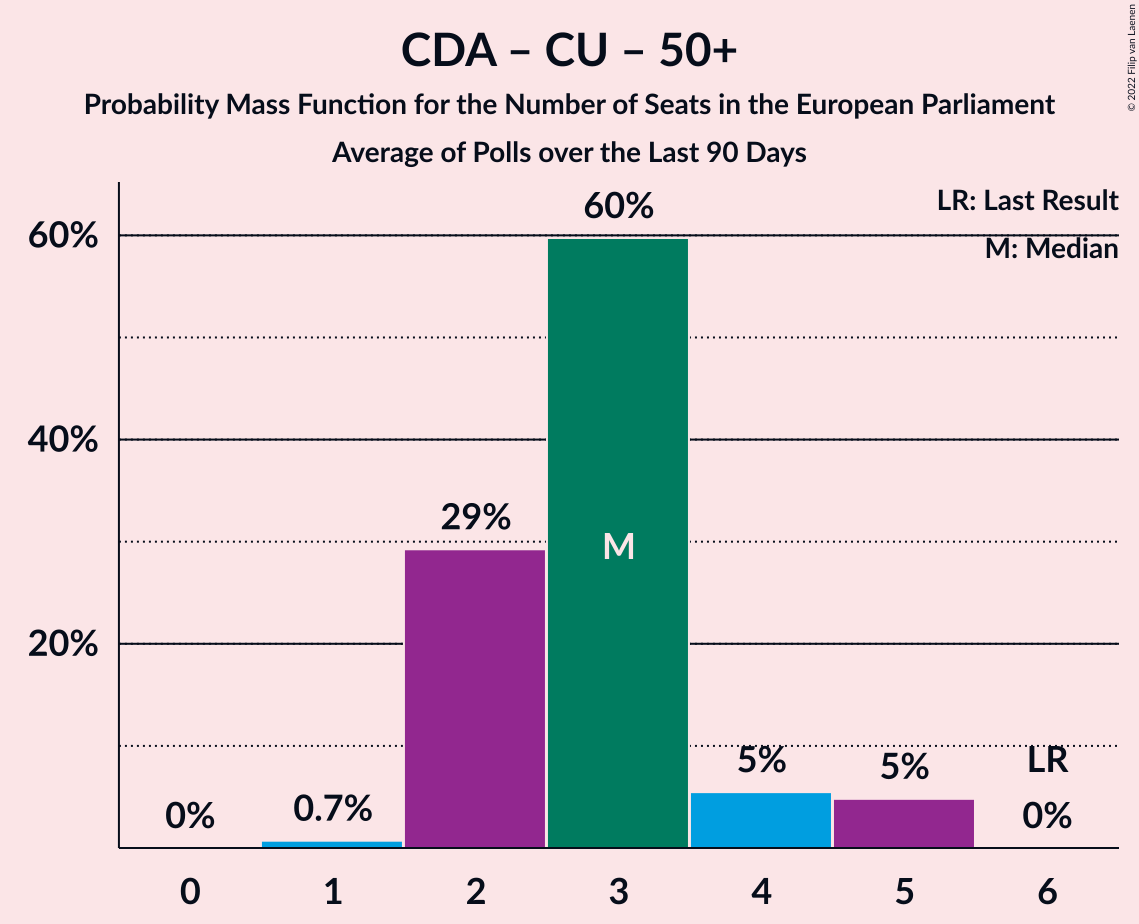 CDA – CU – 50+
Probability Mass Function for the Number of Seats in the European Parliament
Average of Polls over the Last 90 Days
© 2022 Filip van Laenen
LR: Last Result
M: Median
60%
40%
20%
0%
0.7%
29%
60%
M
5%
5%
LR
0%
0 1 2 3 4 5 6